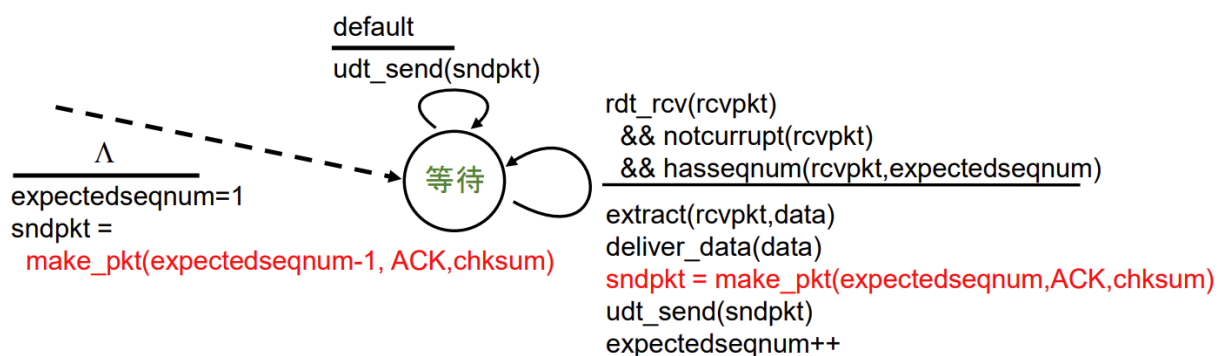 default
udt_send(sndpkt)
Λ
expectedseqnum=1
sndpkt =
make_pkt(expectedseqnum-1, ACK,chksum)
等待
rdt_rcv(rcvpkt)
&& notcurrupt(rcvpkt)
&& hasseqnum(rcvpkt,expectedseqnum)
extract(rcvpkt,data)
deliver_data(data)
sndpkt = make_pkt(expectedseqnum,ACK,chksum)
udt_send(sndpkt)
expectedseqnum++